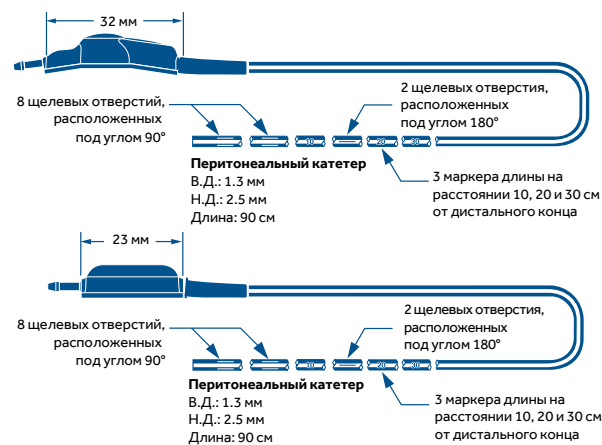 32 мм
8 щелевых отверстий,
расположенных
под углом 90°
2 щелевых отверстия,
расположенных
под углом 180°
10
20
30
Перитонеальный катетер
В.Д.: 1.3 мм
Н.Д.: 2.5 мм
Длина: 90 см
3 маркера длины на
расстоянии 10, 20 и 30 см
от дистального конца
23 мм
8 щелевых отверстий,
расположенных
под углом 90°
2 щелевых отверстия,
расположенных
под углом 180°
10
20
30
Перитонеальный катетер
В.Д.: 1.3 мм
Н.Д.: 2.5 мм
Длина: 90 см
3 маркера длины на
расстоянии 10, 20 и 30 см
от дистального конца